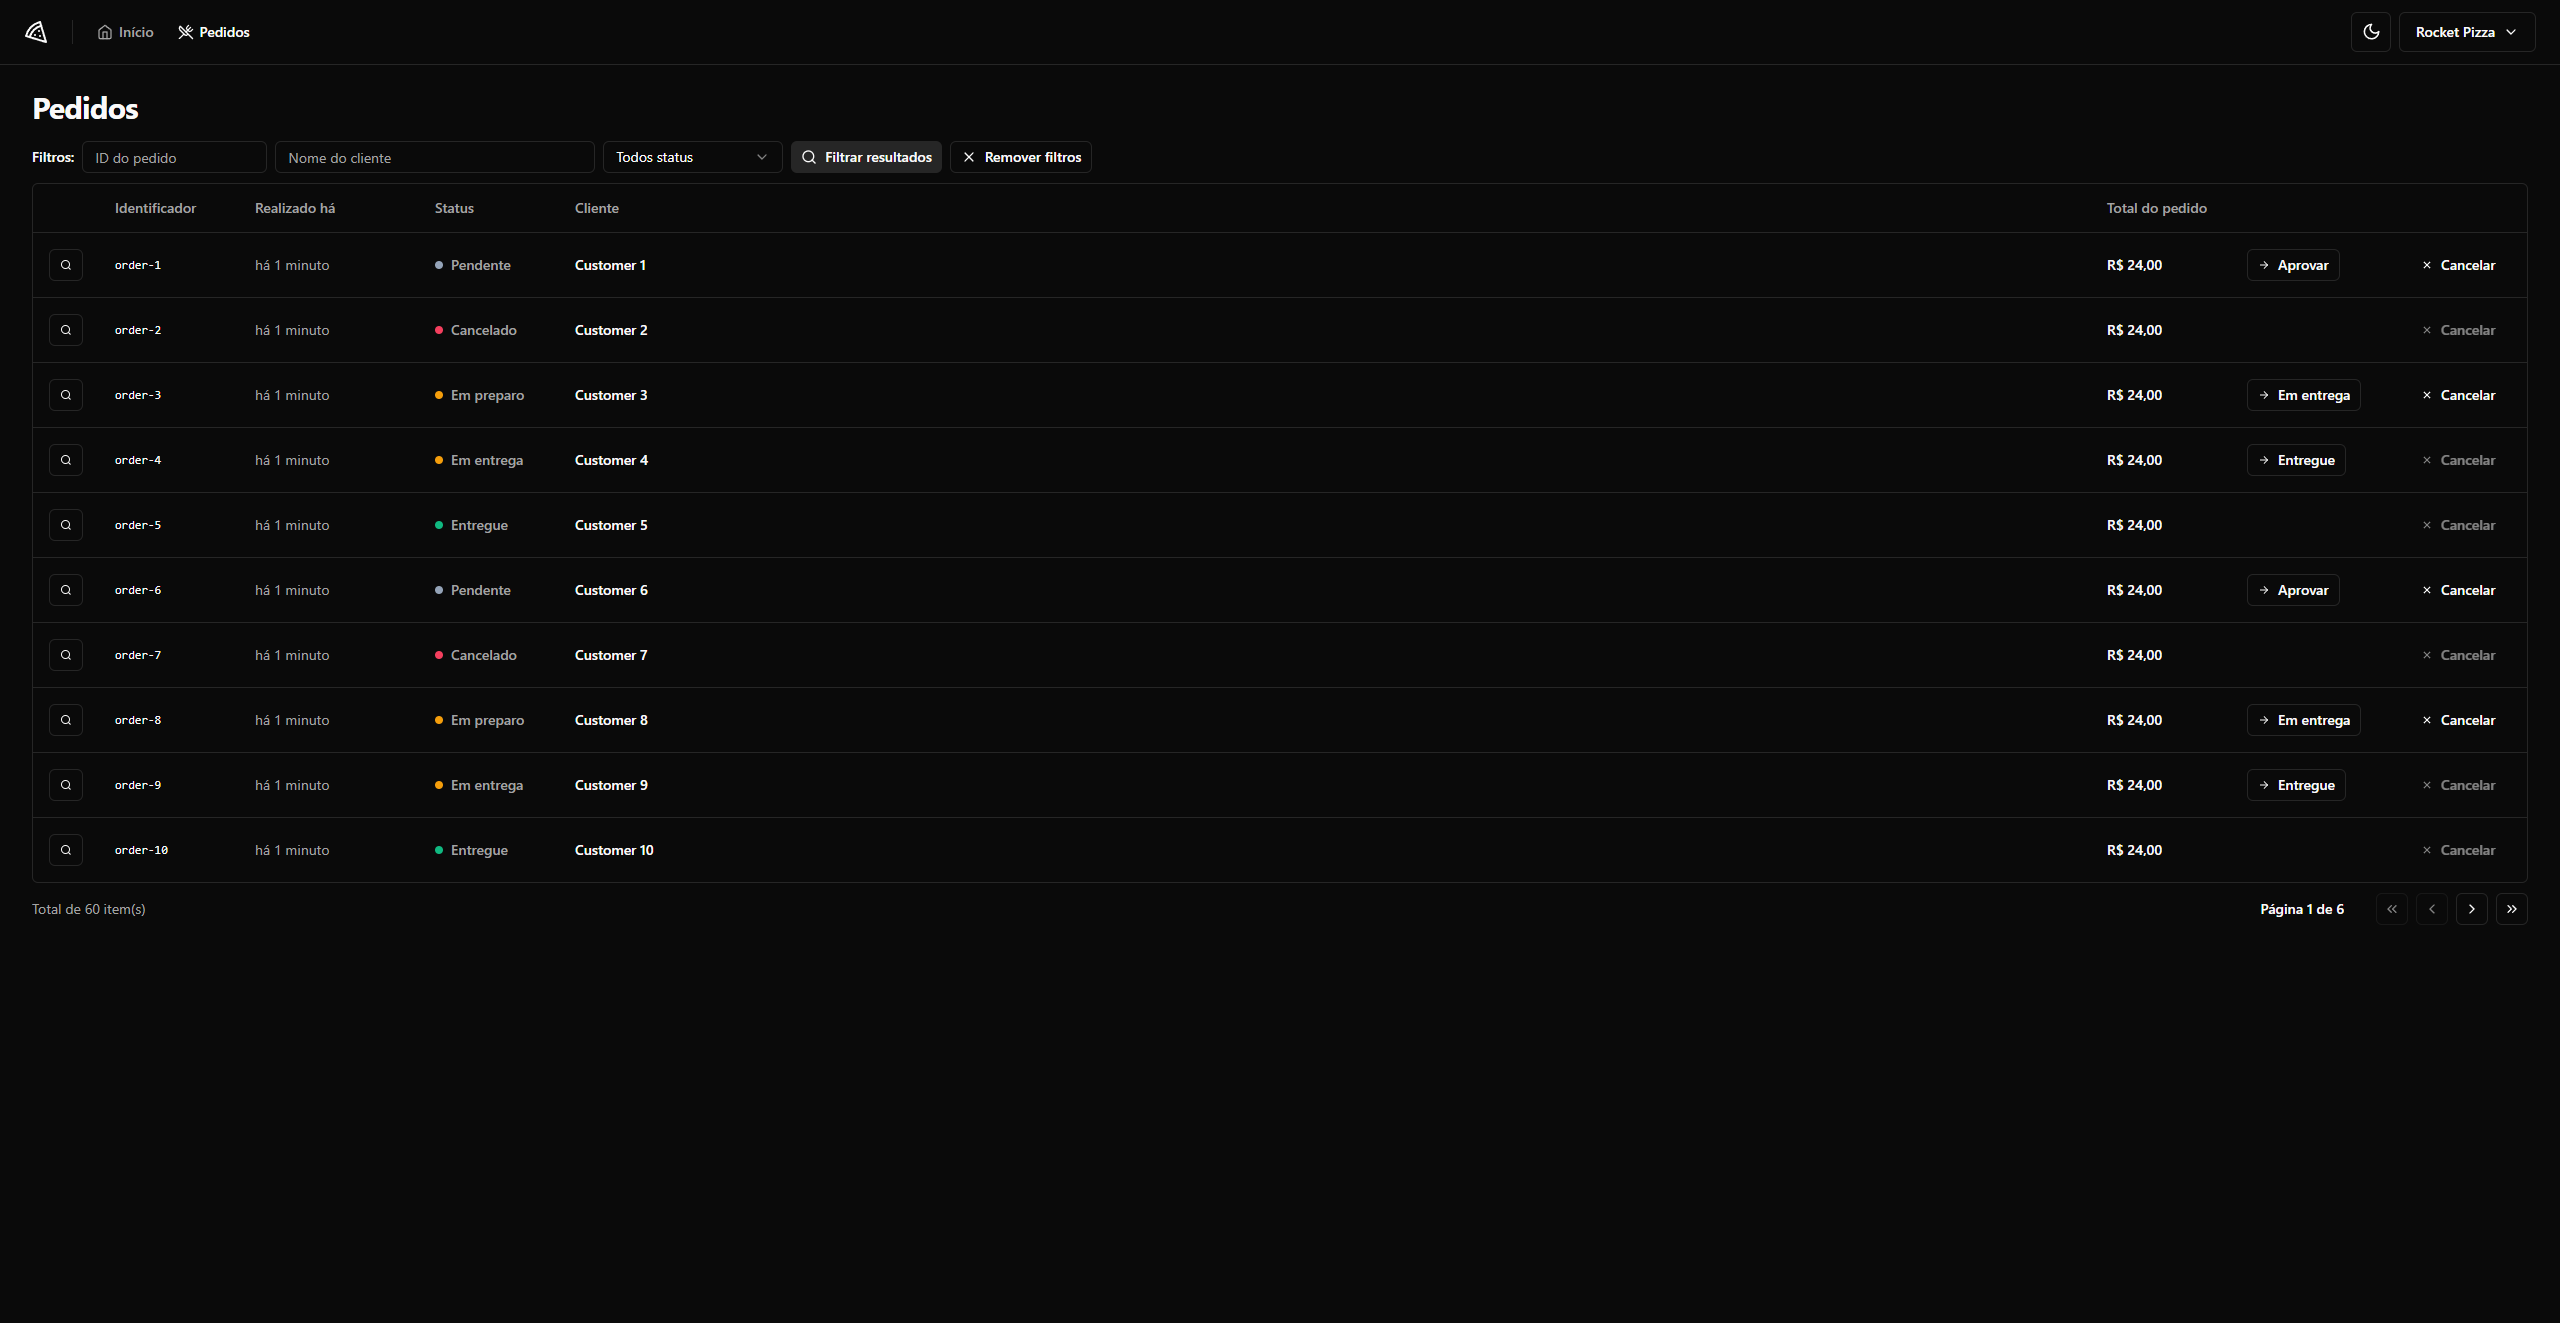 Início Pedidos Rocket Pizza
Pedidos
Filtros: ID do pedido Nome do cliente Todos status Filtrar resultados Remover filtros
Identificador Realizado há Status Cliente Total do pedido
order-1 há 1 minuto Pendente Customer 1 R$ 24,00 Aprovar Cancelar
order-2 há 1 minuto Cancelado Customer 2 R$ 24,00 Cancelar
order-3 há 1 minuto Em preparo Customer 3 R$ 24,00 Em entrega Cancelar
order-4 há 1 minuto Em entrega Customer 4 R$ 24,00 Entregue Cancelar
order-5 há 1 minuto Entregue Customer 5 R$ 24,00 Cancelar
order-6 há 1 minuto Pendente Customer 6 R$ 24,00 Aprovar Cancelar
order-7 há 1 minuto Cancelado Customer 7 R$ 24,00 Cancelar
order-8 há 1 minuto Em preparo Customer 8 R$ 24,00 Em entrega Cancelar
order-9 há 1 minuto Em entrega Customer 9 R$ 24,00 Entregue Cancelar
order-10 há 1 minuto Entregue Customer 10 R$ 24,00 Cancelar
Total de 60 item(s) Página 1 de 6